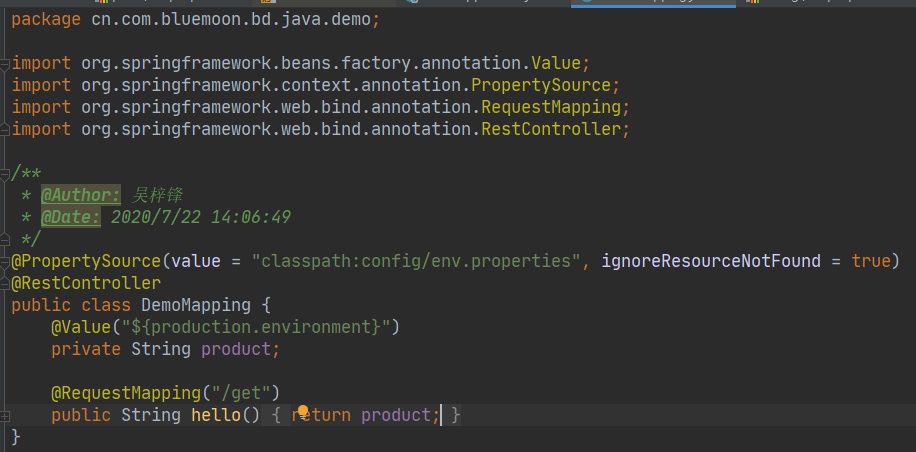 package cn.com.bluemoon.bd.java.demo;
import org.springframework.beans.factory.annotation.Value;
import org.springframework.context.annotation.PropertySource;
import org.springframework.web.bind.annotation.RequestMapping;
import org.springframework.web.bind.annotation.RestController;
/**
 * @Author: 吴梓锋
 * @Date: 2020/7/22 14:06:49
 */
@PropertySource(value = "classpath:config/env.properties", ignoreResourceNotFound = true)
@RestController
public class DemoMapping {
    @Value("${production.environment}")
    private String product;
    @RequestMapping("/get")
    public String hello() { return product; }
}